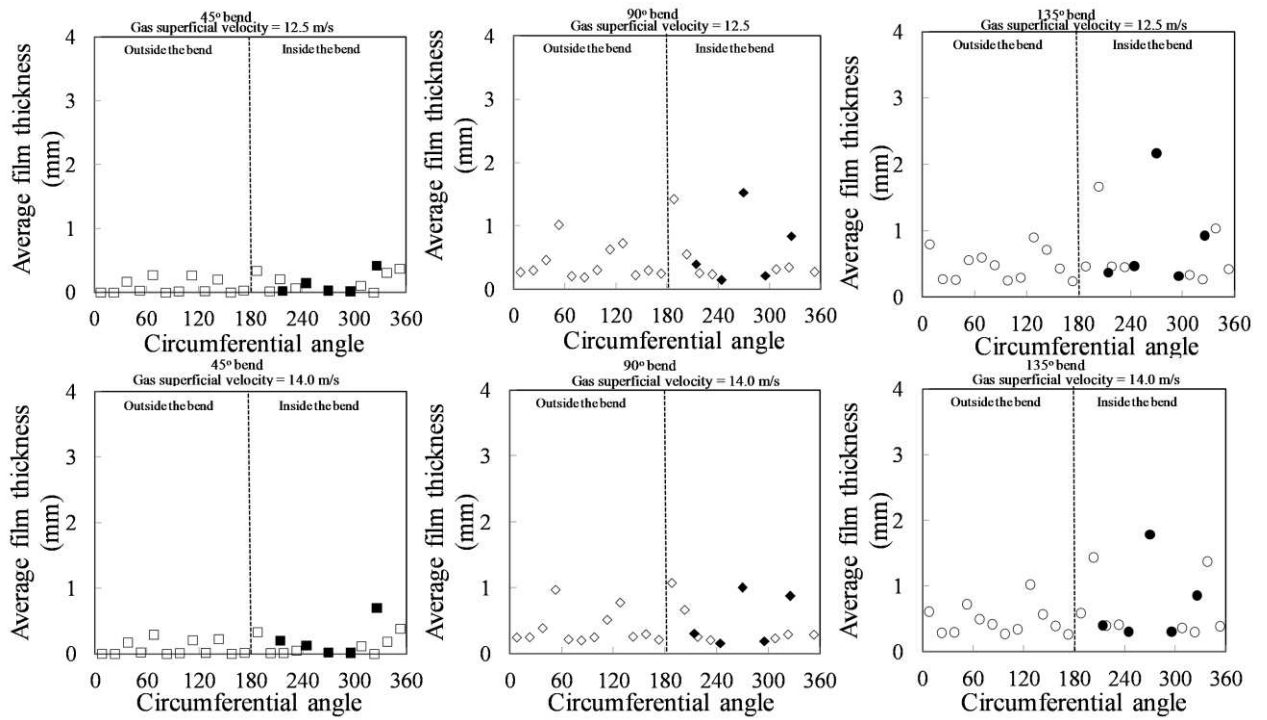 45º bend
Gas superficial velocity = 12.5 m/s
Outside the bend
Inside the bend
Average film thickness
(mm)
4
3
2
1
0
0 60 120 180 240 300 360
Circumferential angle
90º bend
Gas superficial velocity = 12.5
Outside the bend
Inside the bend
Average film thickness
(mm)
4
3
2
1
0
0 60 120 180 240 300 360
Circumferential angle
135º bend
Gas superficial velocity = 12.5 m/s
Outside the bend
Inside the bend
Average film thickness
(mm)
4
3
2
1
0
0 60 120 180 240 300 360
Circumferential angle
45º bend
Gas superficial velocity = 14.0 m/s
Outside the bend
Inside the bend
Average film thickness
(mm)
4
3
2
1
0
0 60 120 180 240 300 360
Circumferential angle
90º bend
Gas superficial velocity = 14.0 m/s
Outside the bend
Inside the bend
Average film thickness
(mm)
4
3
2
1
0
0 60 120 180 240 300 360
Circumferential angle
135º bend
Gas superficial velocity = 14.0 m/s
Outside the bend
Inside the bend
Average film thickness
(mm)
4
3
2
1
0
0 60 120 180 240 300 360
Circumferential angle